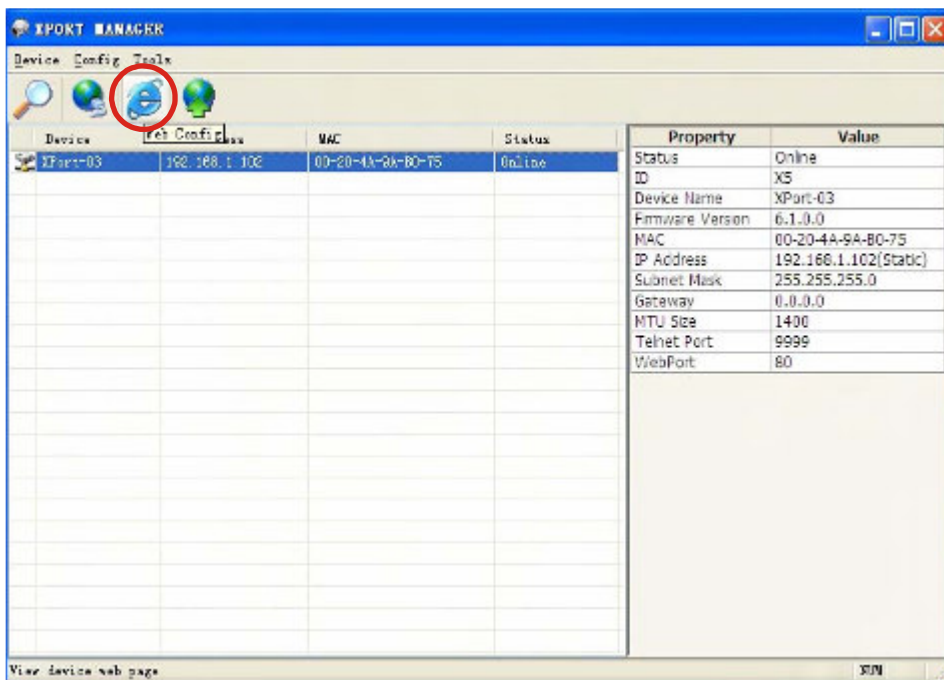 XPORT MANAGER
Device Config Tools
Web Config
Device MAC Status
XPort-03 192.168.1.102 00-20-4A-9A-B0-75 Online
Property Value
Status Online
ID X5
Device Name XPort-03
Firmware Version 6.1.0.0
MAC 00-20-4A-9A-B0-75
IP Address 192.168.1.102(Static)
Subnet Mask 255.255.255.0
Gateway 0.0.0.0
MTU Size 1400
Telnet Port 9999
WebPort 80
View device web page NUM